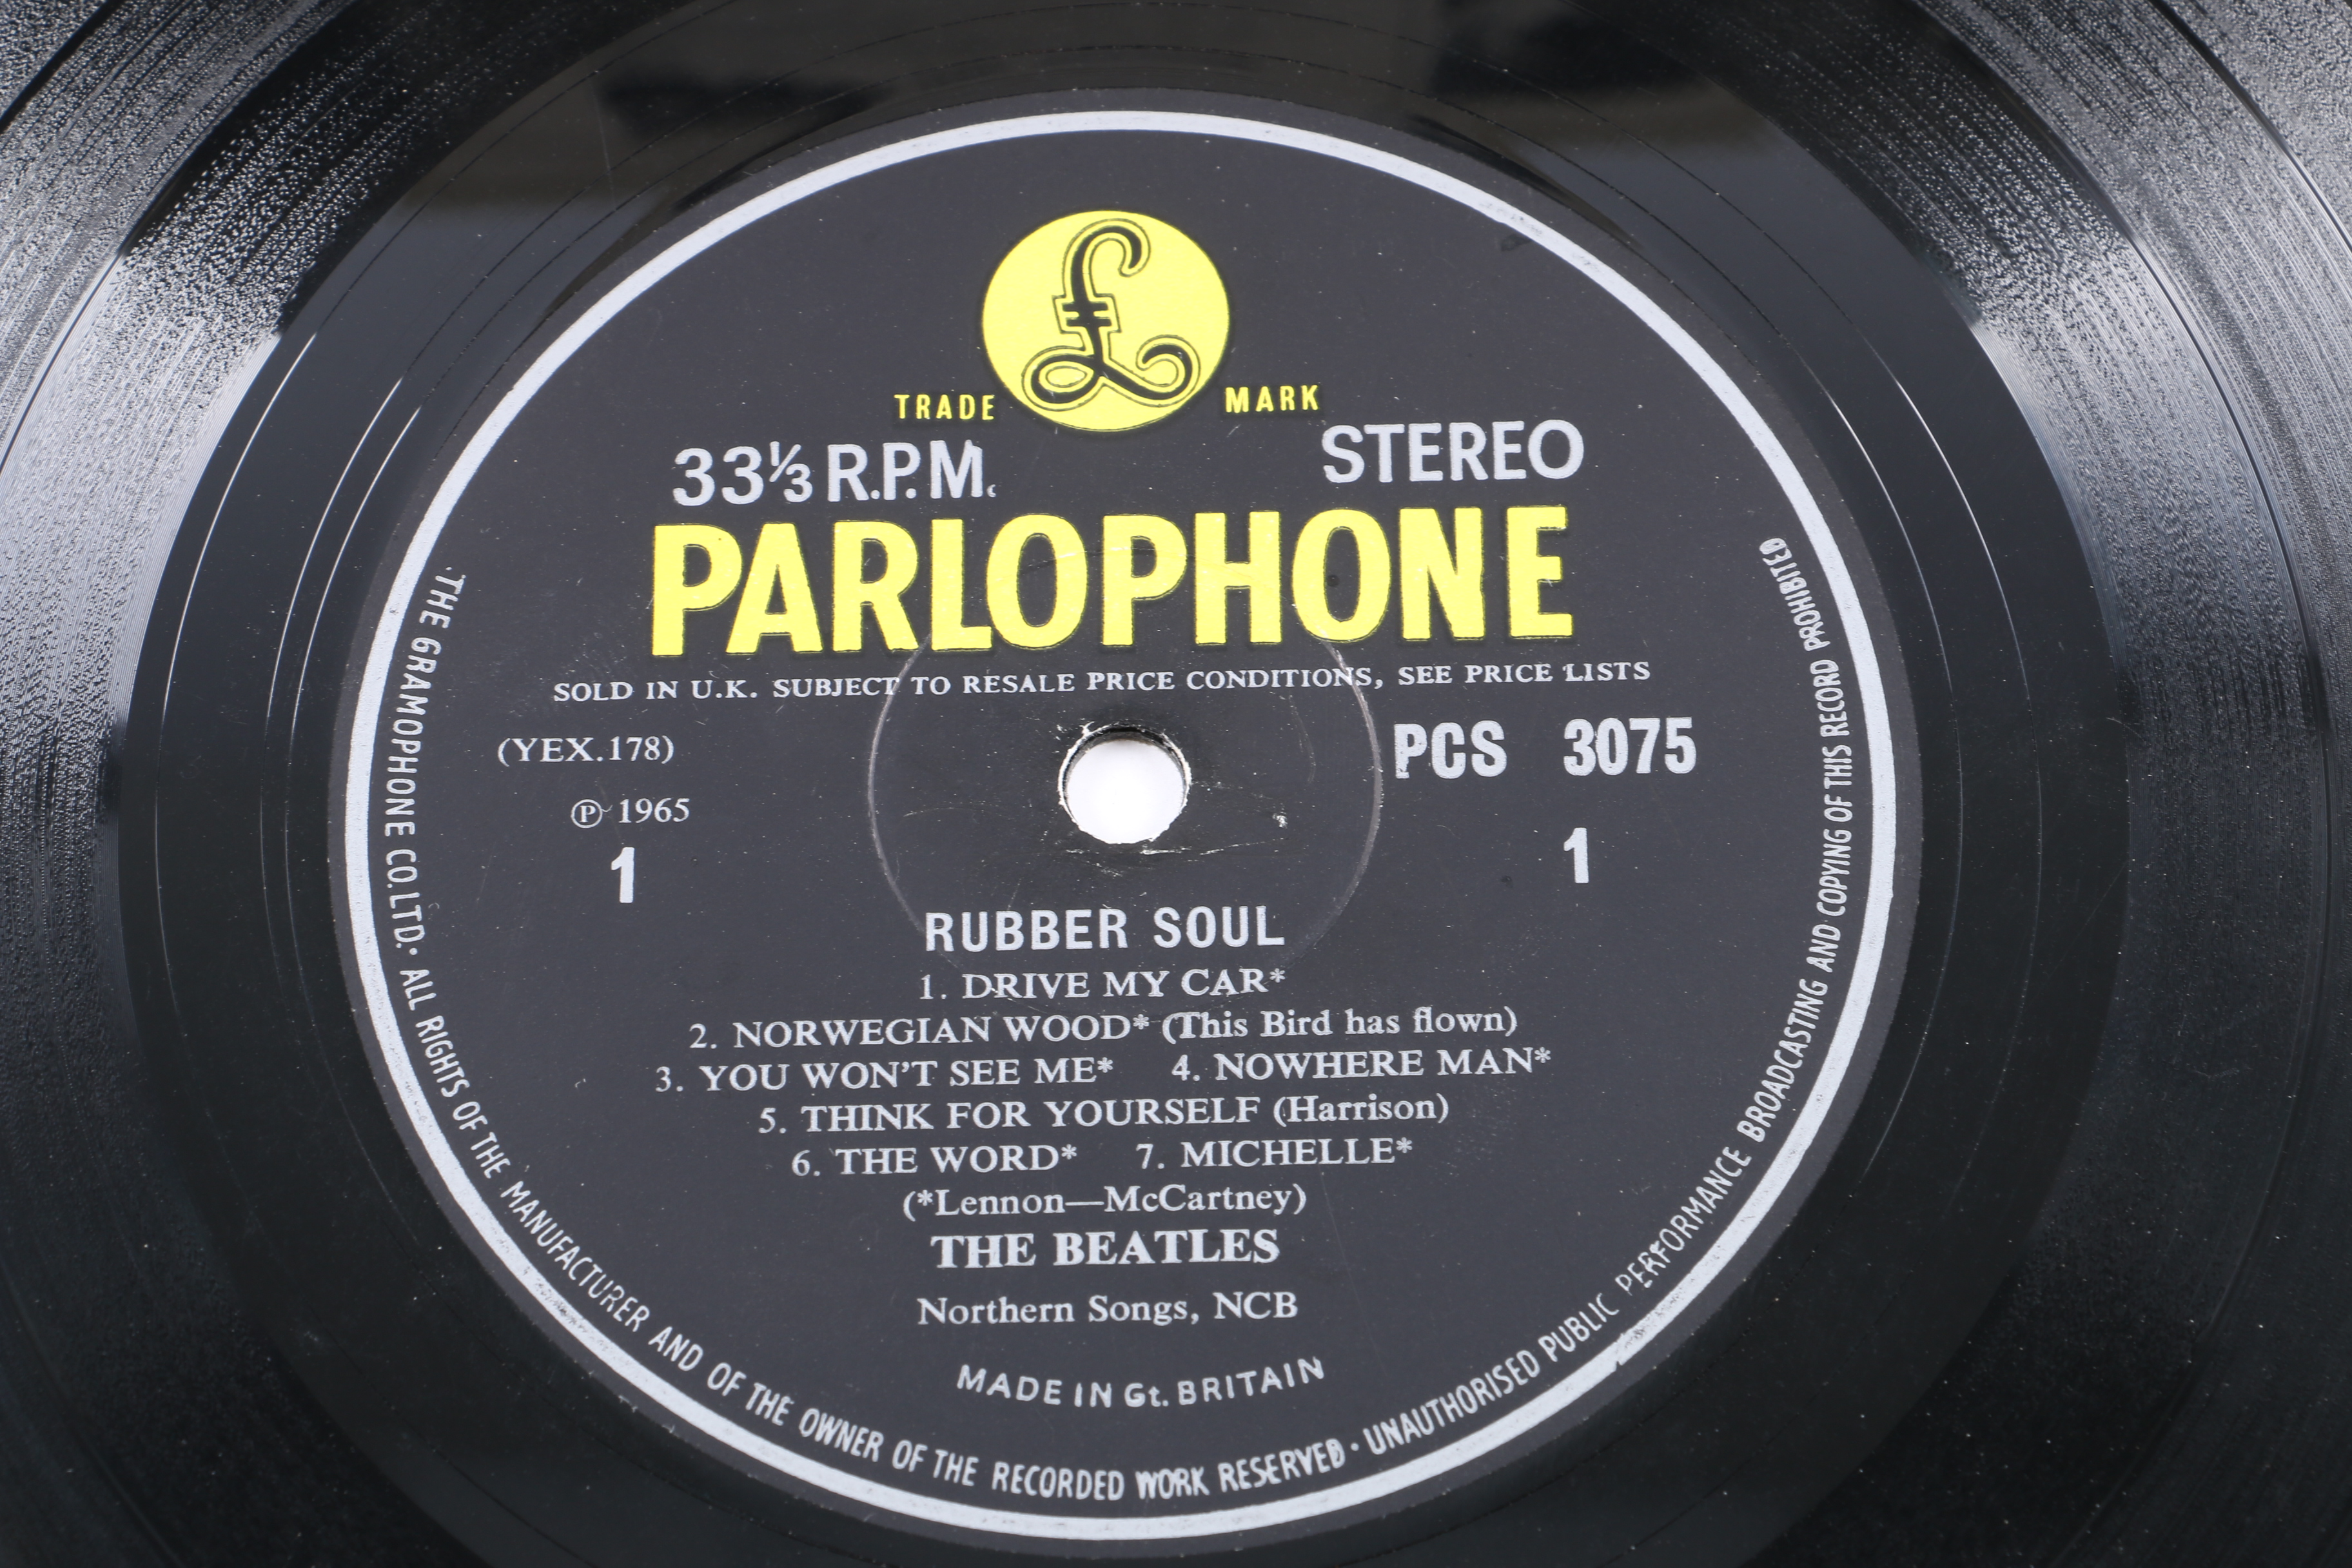 £
TRADE MARK
33⅓ R.P.M. STEREO
PARLOPHONE
SOLD IN U.K. SUBJECT TO RESALE PRICE CONDITIONS, SEE PRICE LISTS
(YEX.178) PCS 3075
℗ 1965
1 1
RUBBER SOUL
1. DRIVE MY CAR*
2. NORWEGIAN WOOD* (This Bird has flown)
3. YOU WON'T SEE ME* 4. NOWHERE MAN*
5. THINK FOR YOURSELF (Harrison)
6. THE WORD* 7. MICHELLE*
(*Lennon—McCartney)
THE BEATLES
Northern Songs, NCB
MADE IN Gt. BRITAIN
THE GRAMOPHONE CO. LTD. · ALL RIGHTS OF THE MANUFACTURER AND OF THE OWNER OF THE RECORDED WORK RESERVED · UNAUTHORISED PUBLIC PERFORMANCE BROADCASTING AND COPYING OF THIS RECORD PROHIBITED